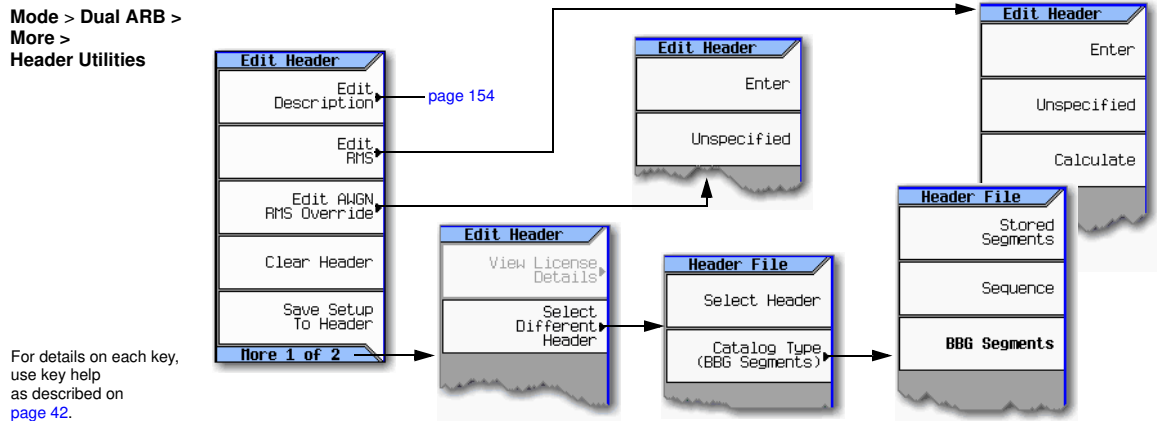 Mode > Dual ARB >
More >
Header Utilities
Edit Header
Edit
Description
page 154
Edit
RMS
Edit AWGN
RMS Override
Clear Header
Save Setup
To Header
More 1 of 2
Edit Header
Enter
Unspecified
Edit Header
Enter
Unspecified
Calculate
Edit Header
View License
Details
Select
Different
Header
Header File
Select Header
Catalog Type
(BBG Segments)
Header File
Stored
Segments
Sequence
BBG Segments
For details on each key,
use key help
as described on
page 42.